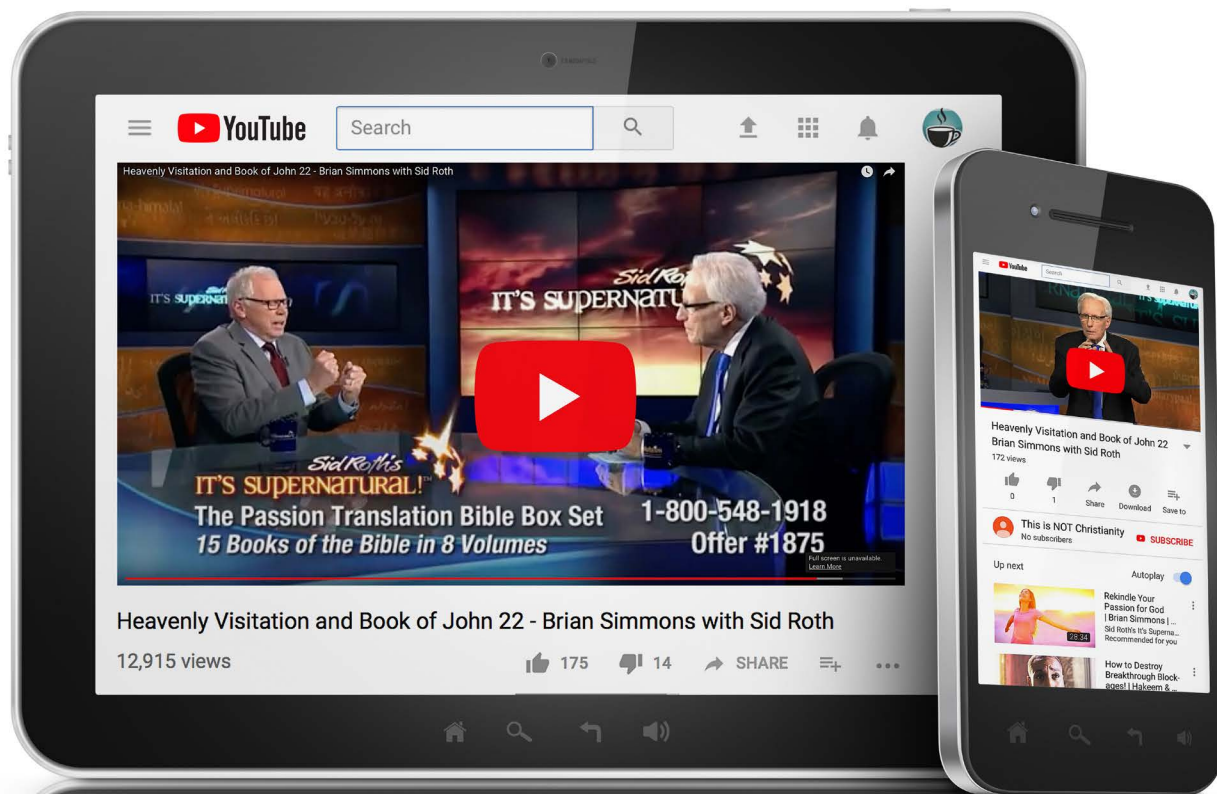 YouTube
Search
Heavenly Visitation and Book of John 22 - Brian Simmons with Sid Roth
IT'S SUPERNAT
Sid Ro
IT'S SUPERNATU
Sid Roth's
IT'S SUPERNATURAL!™
The Passion Translation Bible Box Set
15 Books of the Bible in 8 Volumes
1-800-548-1918
Offer #1875
Full screen is unavailable.
Learn More
Heavenly Visitation and Book of John 22 - Brian Simmons with Sid Roth
12,915 views
175
14
SHARE
YouTube
Search
Heavenly Visitation and Book of John 22
Brian Simmons with Sid Roth
172 views
0
1
Share
Download
Save to
This is NOT Christianity
No subscribers
SUBSCRIBE
Up next
Autoplay
Rekindle Your
Passion for God
| Brian Simmons | ...
Sid Roth's It's Superna...
Recommended for you
28:34
How to Destroy
Breakthrough Block-
ages! | Hakeem & ...